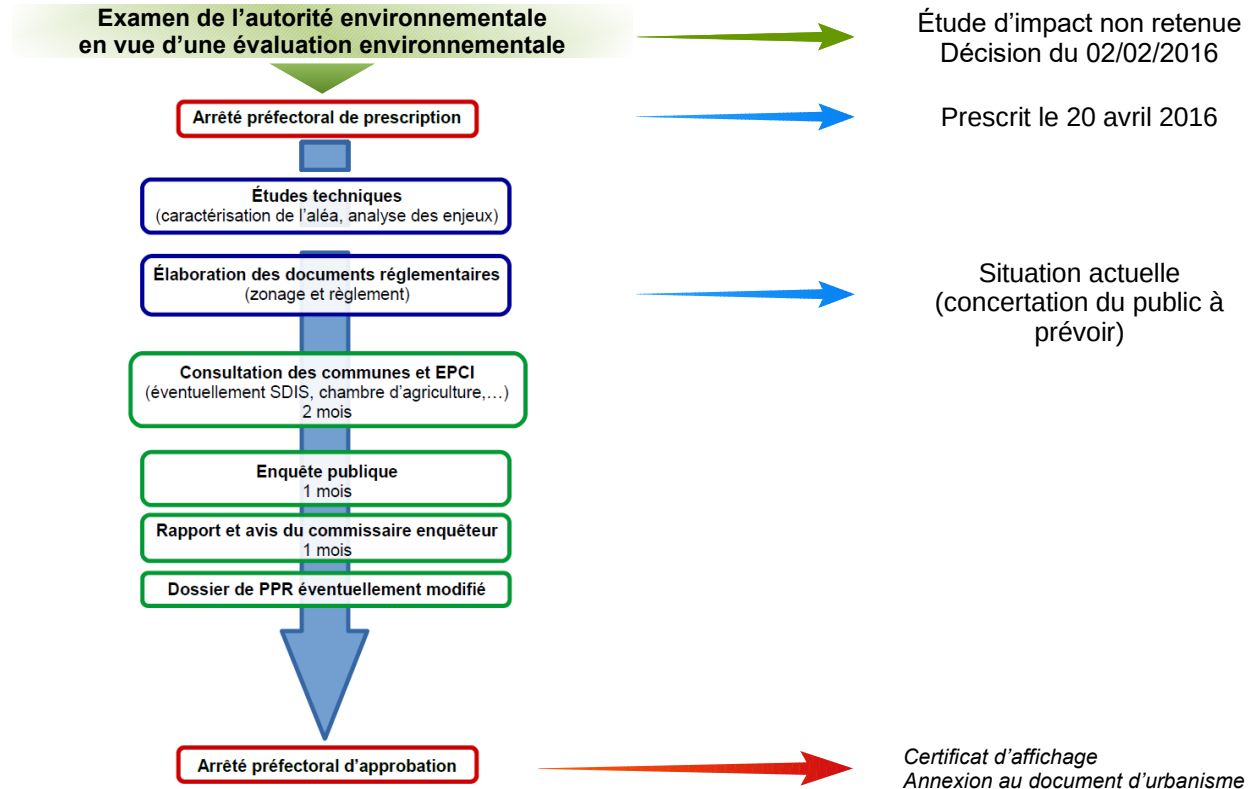 Examen de l’autorité environnementale
en vue d’une évaluation environnementale
Étude d’impact non retenue
Décision du 02/02/2016
Arrêté préfectoral de prescription
Prescrit le 20 avril 2016
Études techniques
(caractérisation de l’aléa, analyse des enjeux)
Élaboration des documents réglementaires
(zonage et règlement)
Situation actuelle
(concertation du public à
prévoir)
Consultation des communes et EPCI
(éventuellement SDIS, chambre d’agriculture,…)
2 mois
Enquête publique
1 mois
Rapport et avis du commissaire enquêteur
1 mois
Dossier de PPR éventuellement modifié
Arrêté préfectoral d’approbation
Certificat d’affichage
Annexion au document d’urbanisme